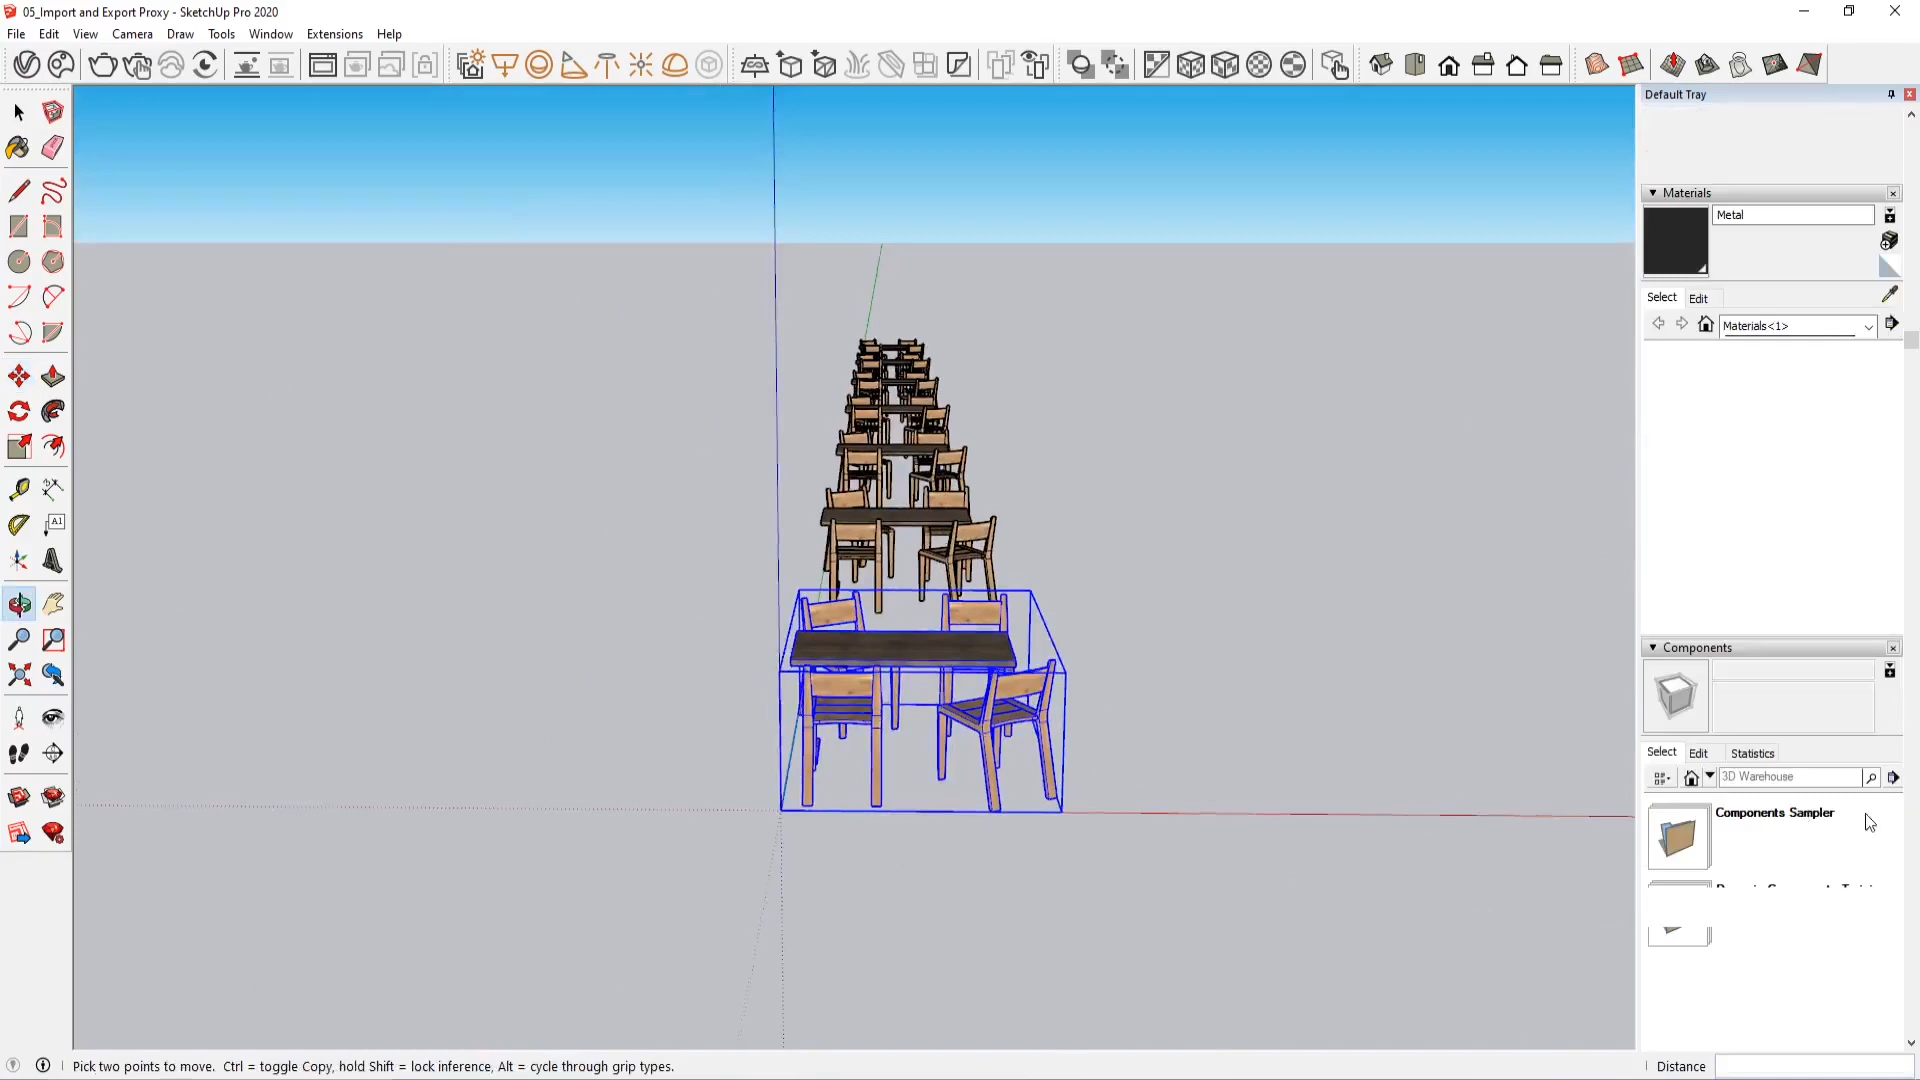 05_Import and Export Proxy - SketchUp Pro 2020
File Edit View Camera Draw Tools Window Extensions Help
Default Tray
Materials
Metal
Select Edit
Materials<1>
A1
Components
Select Edit Statistics
3D Warehouse
Components Sampler
Pick two points to move. Ctrl = toggle Copy, hold Shift = lock inference, Alt = cycle through grip types.
Distance